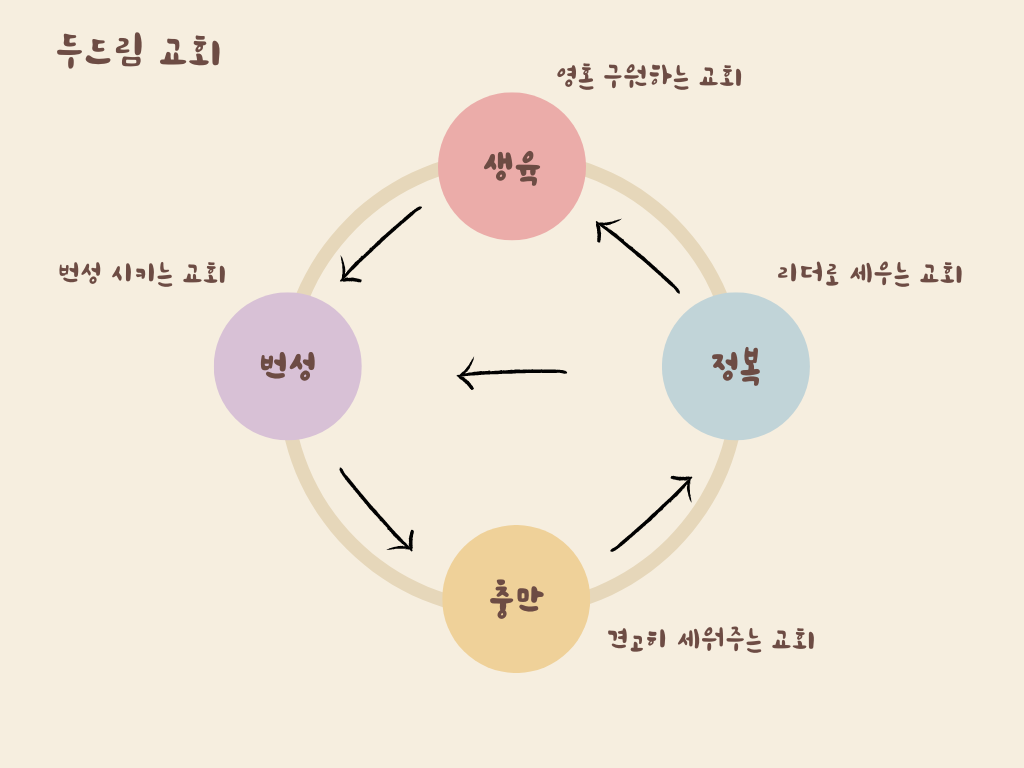 두드림 교회
영혼 구원하는 교회
생육
번성 시키는 교회
리더로 세우는 교회
번성
정복
충만
견고히 세워주는 교회